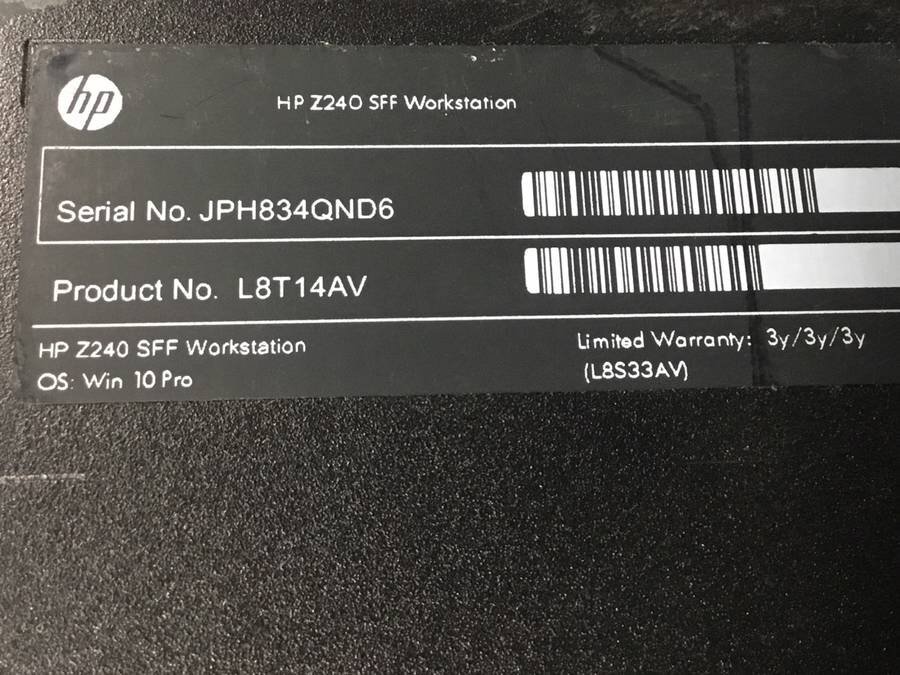 hp
HP Z240 SFF Workstation
Serial No. JPH834QND6
Product No. L8T14AV
HP Z240 SFF Workstation
OS: Win 10 Pro
Limited Warranty: 3y/3y/3y
(L8S33AV)